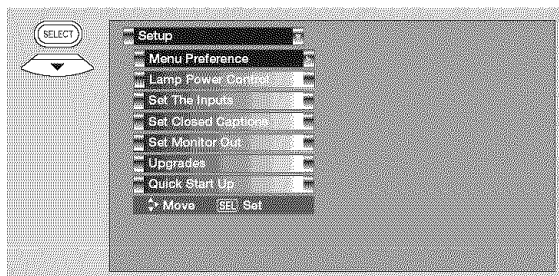 SELECT
Setup
Menu Preference
Lamp Power Control
Set The Inputs
Set Closed Captions
Set Monitor Out
Upgrades
Quick Start Up
Move SEL Set